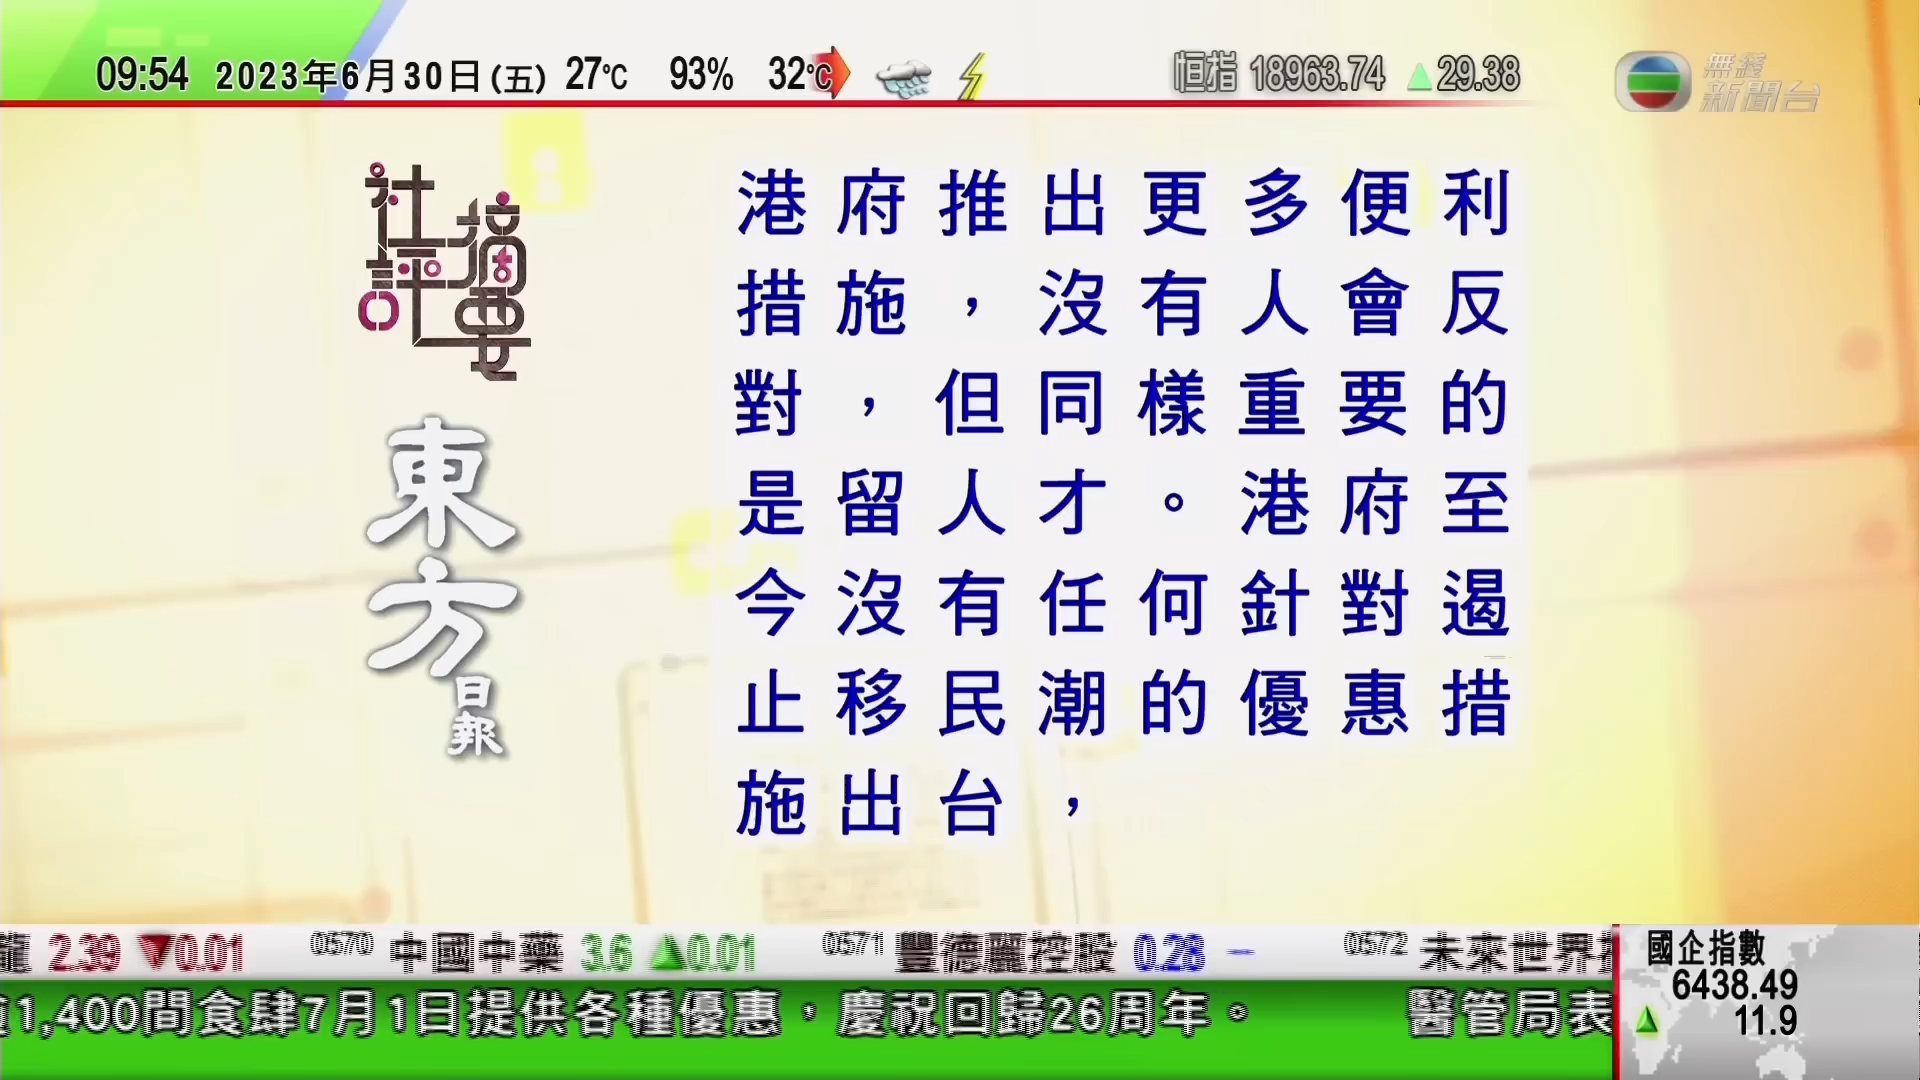 09:54 2023年6月30日(五) 27℃ 93% 32℃ 恒指 18963.74 ▲29.38
無綫
新聞台
社評摘要
東方日報
港府推出更多便利
措施，沒有人會反
對，但同樣重要的
是留人才。港府至
今沒有任何針對遏
止移民潮的優惠措
施出台，
龍 2.39 ▼0.01 0570 中國中藥 3.6 ▲0.01 0571 豐德麗控股 0.28 － 0572 未來世界
1,400間食肆7月1日提供各種優惠，慶祝回歸26周年。 醫管局表
國企指數
6438.49
▲ 11.9